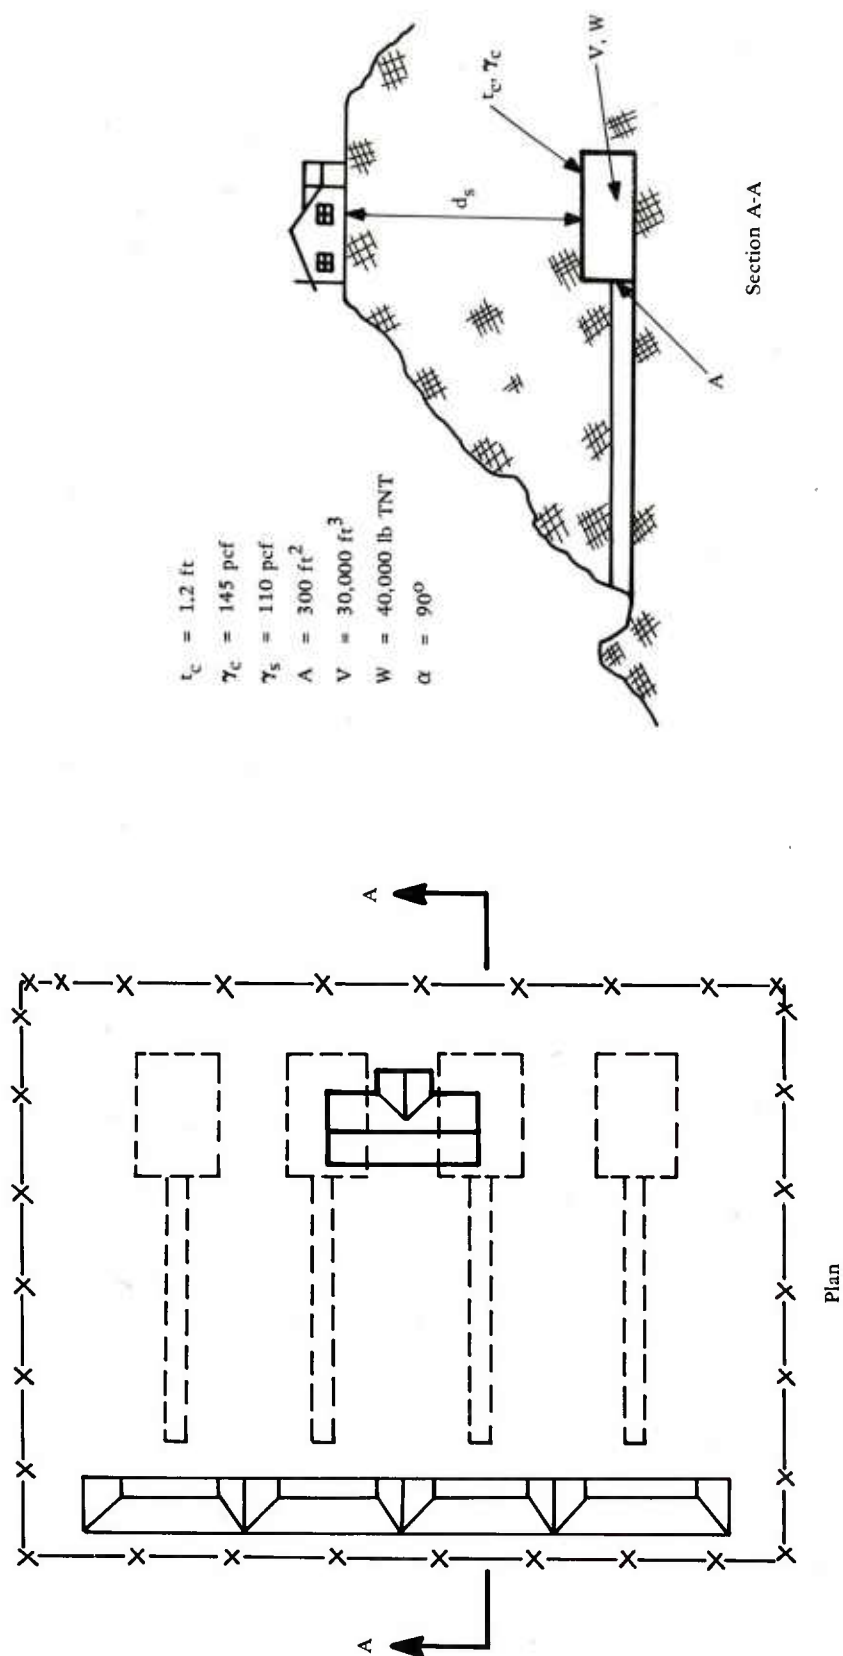 t_c = 1.2 ft
γ_c = 145 pcf
γ_s = 110 pcf
A = 300 ft²
V = 30,000 ft³
W = 40,000 lb TNT
α = 90°
d_s
t_c, γ_c
V, W
A
Section A-A
A
A
Plan